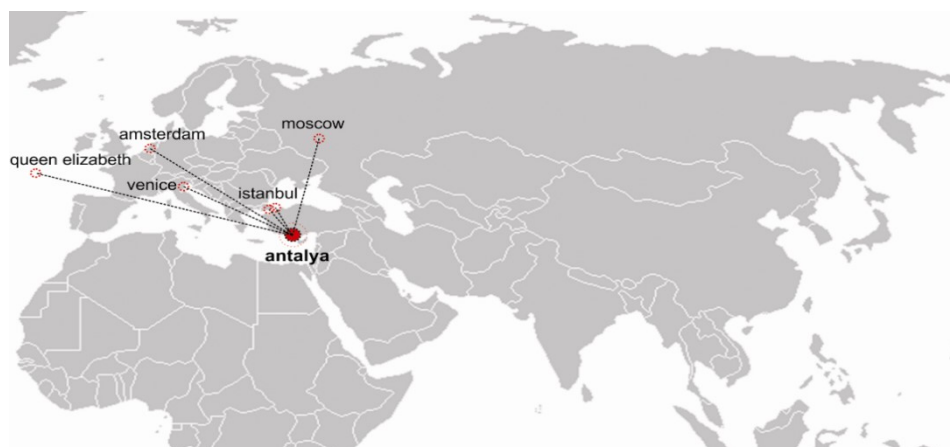 moscow
amsterdam
queen elizabeth
venice
istanbul
antalya